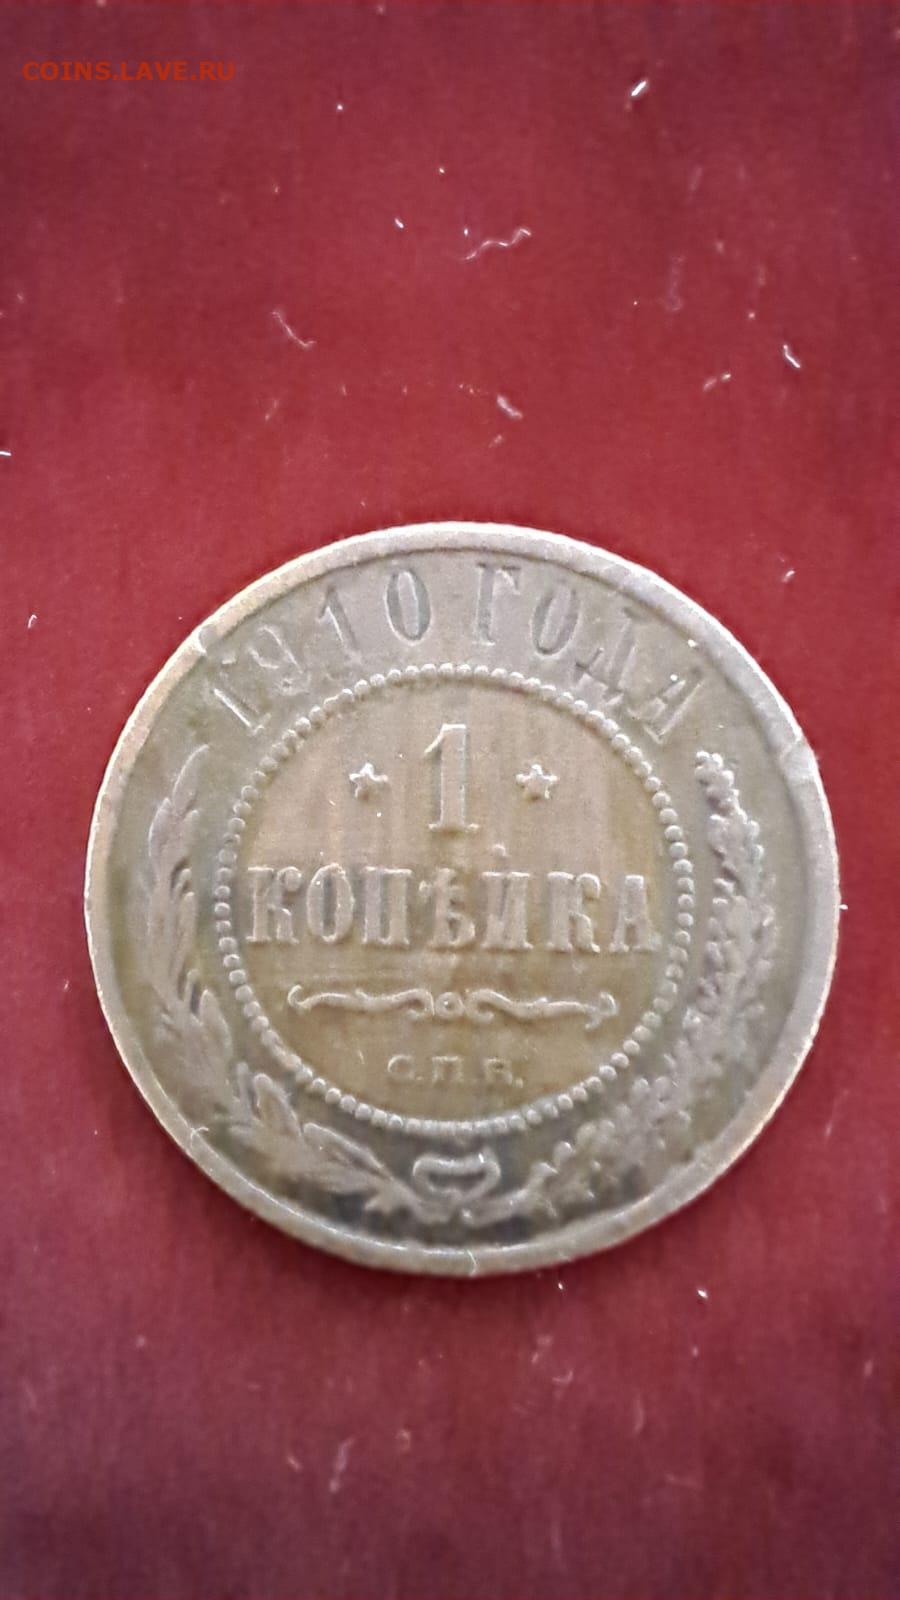 COINS.LAVE.RU
1910 ГОДА
1
КОПѢЙКА
С.П.Б.